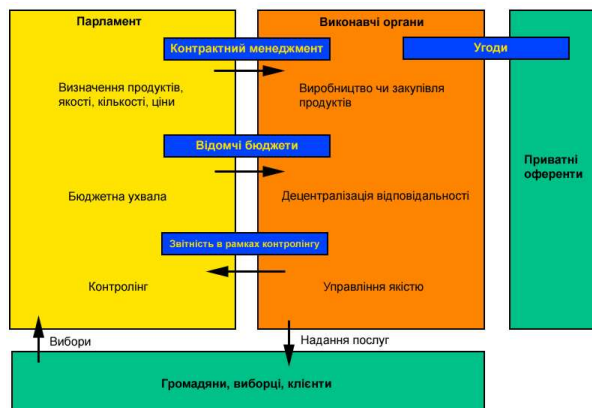 Парламент
Виконавчі органи
Контрактний менеджмент
Угоди
Визначення продуктів,
якості, кількості, ціни
Виробництво чи закупівля
продуктів
Відомчі бюджети
Приватні
оференти
Бюджетна ухвала
Децентралізація відповідальності
Звітність в рамках контролінгу
Контролінг
Управління якістю
Вибори
Надання послуг
Громадяни, виборці, клієнти